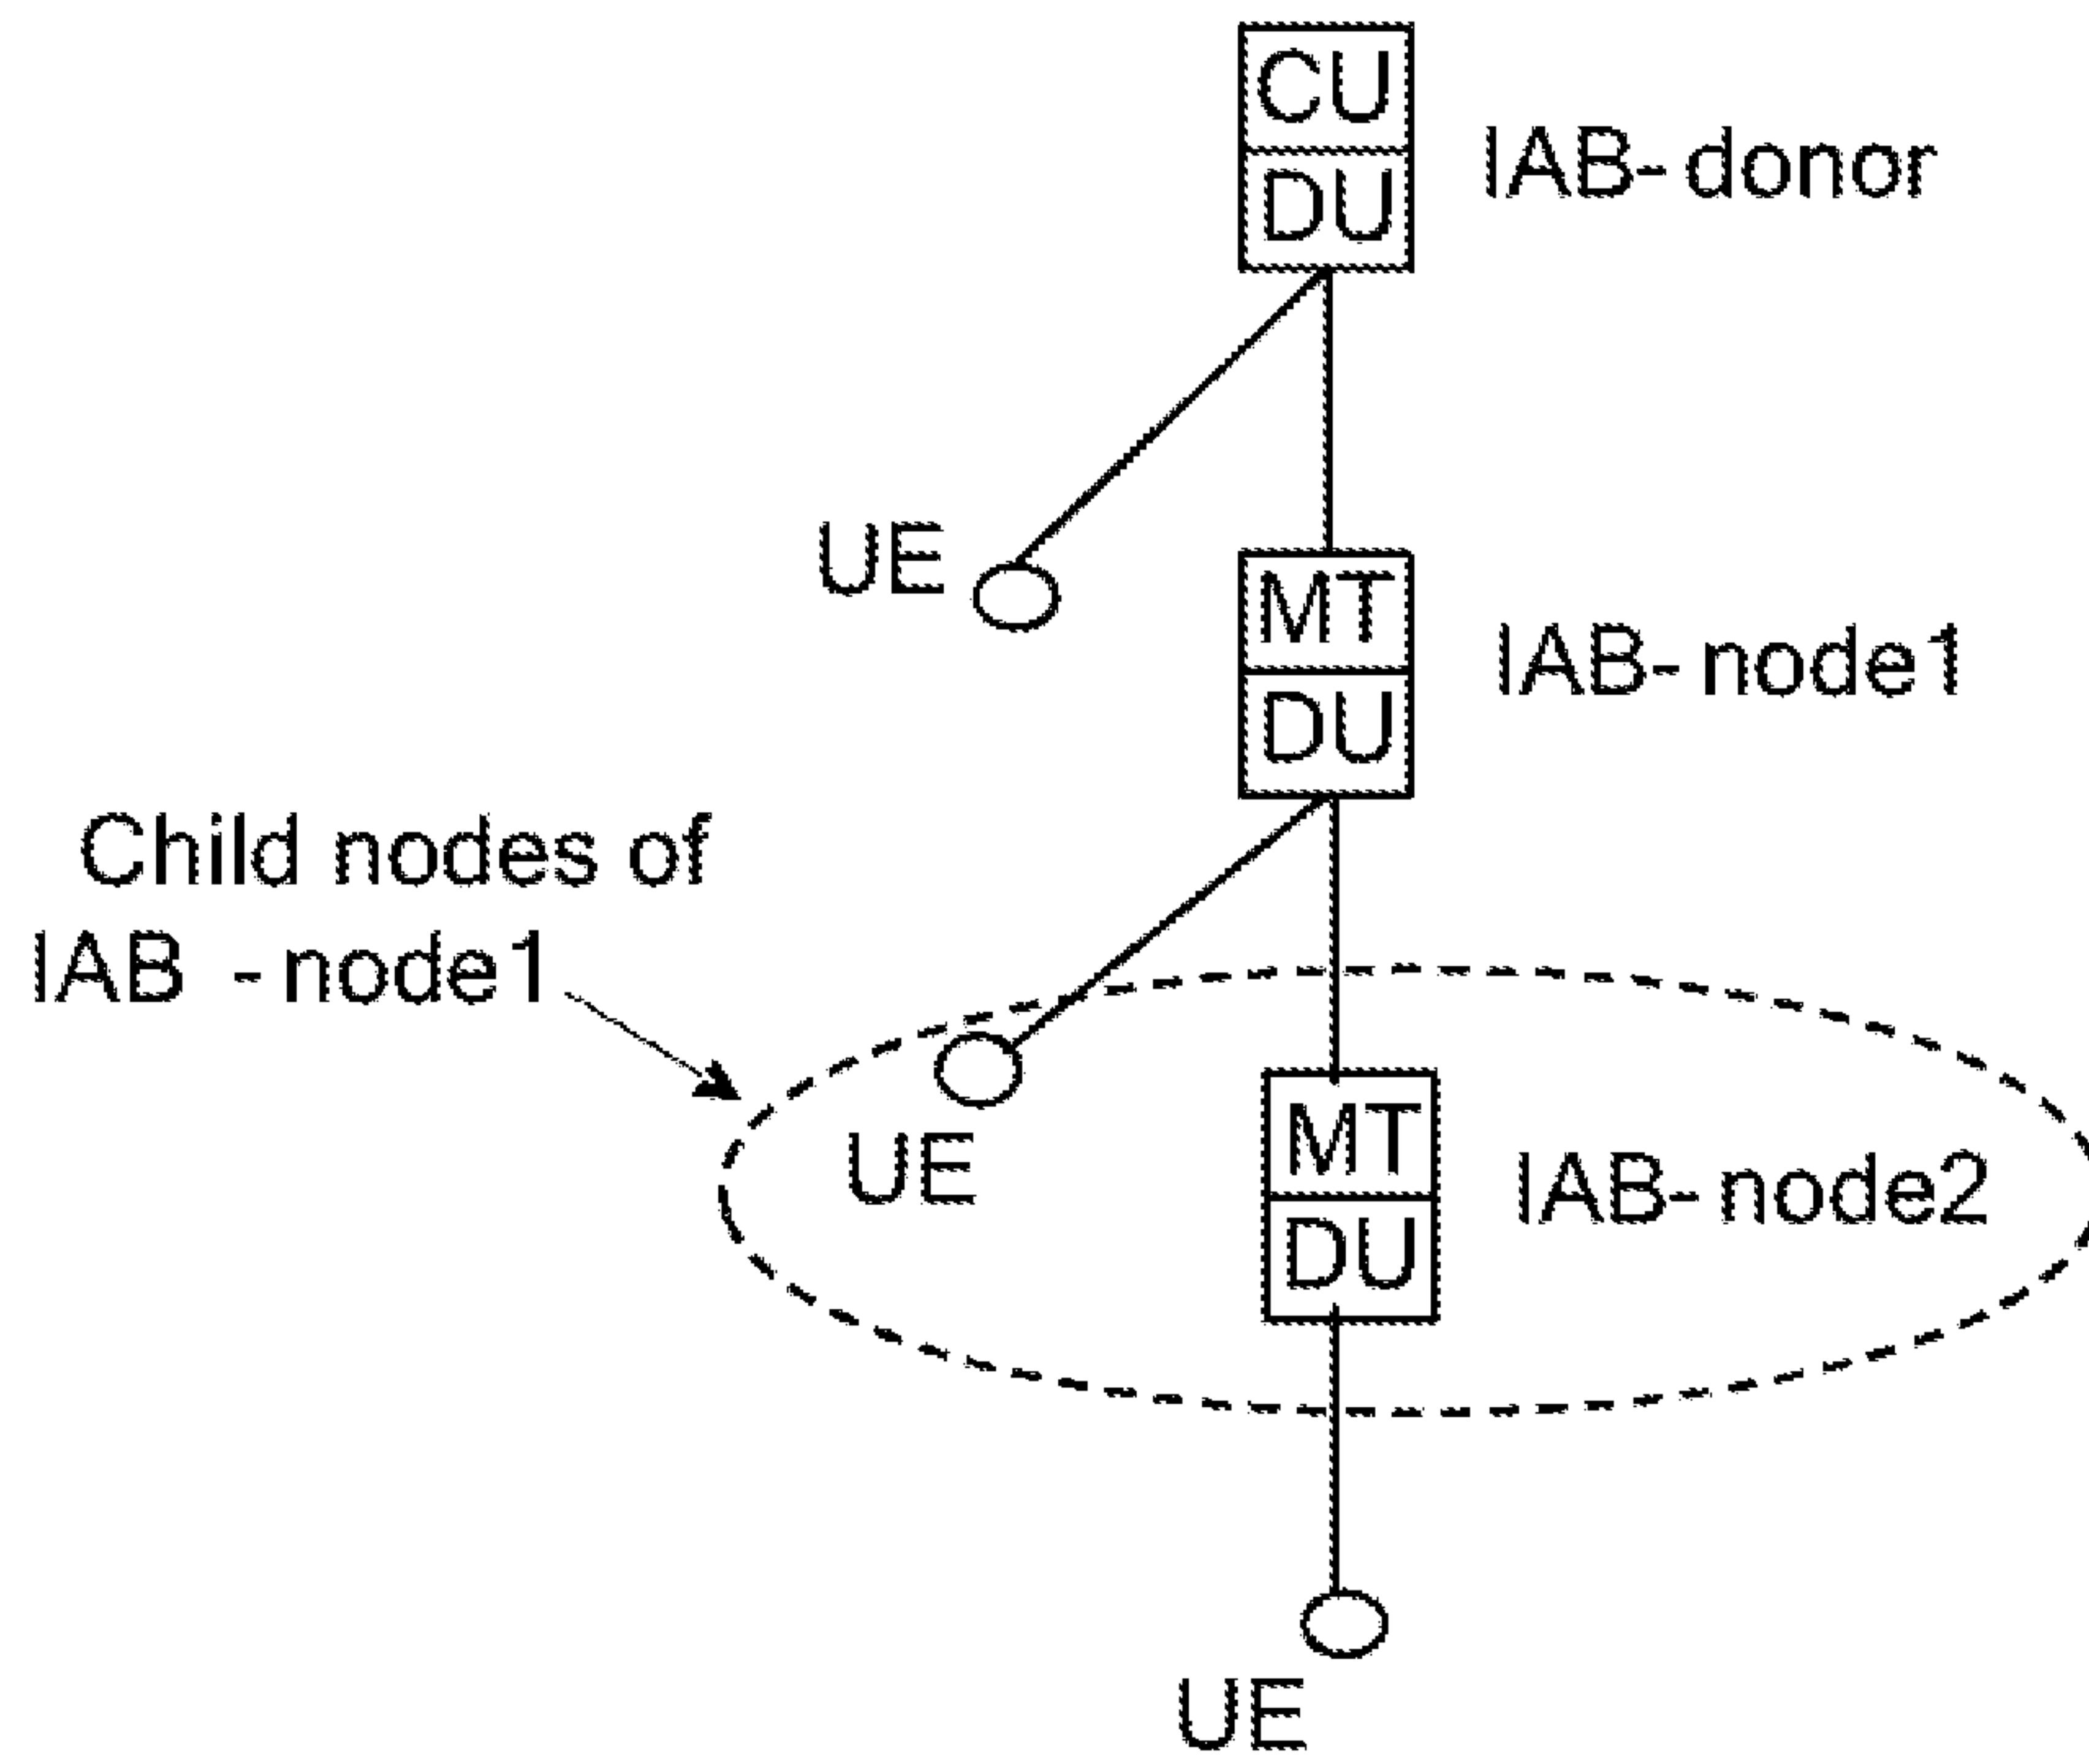 CU
DU
IAB-donor
UE
MT
DU
IAB-node1
Child nodes of
IAB -node1
UE
MT
DU
IAB-node2
UE